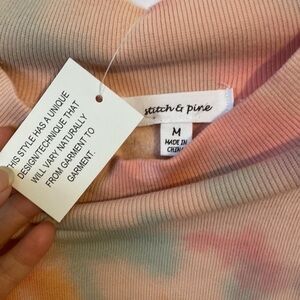 THIS STYLE HAS A UNIQUE
DESIGN/TECHNIQUE THAT
WILL VARY NATURALLY
FROM GARMENT TO
GARMENT.
stitch & pine
M
MADE IN
CHINA